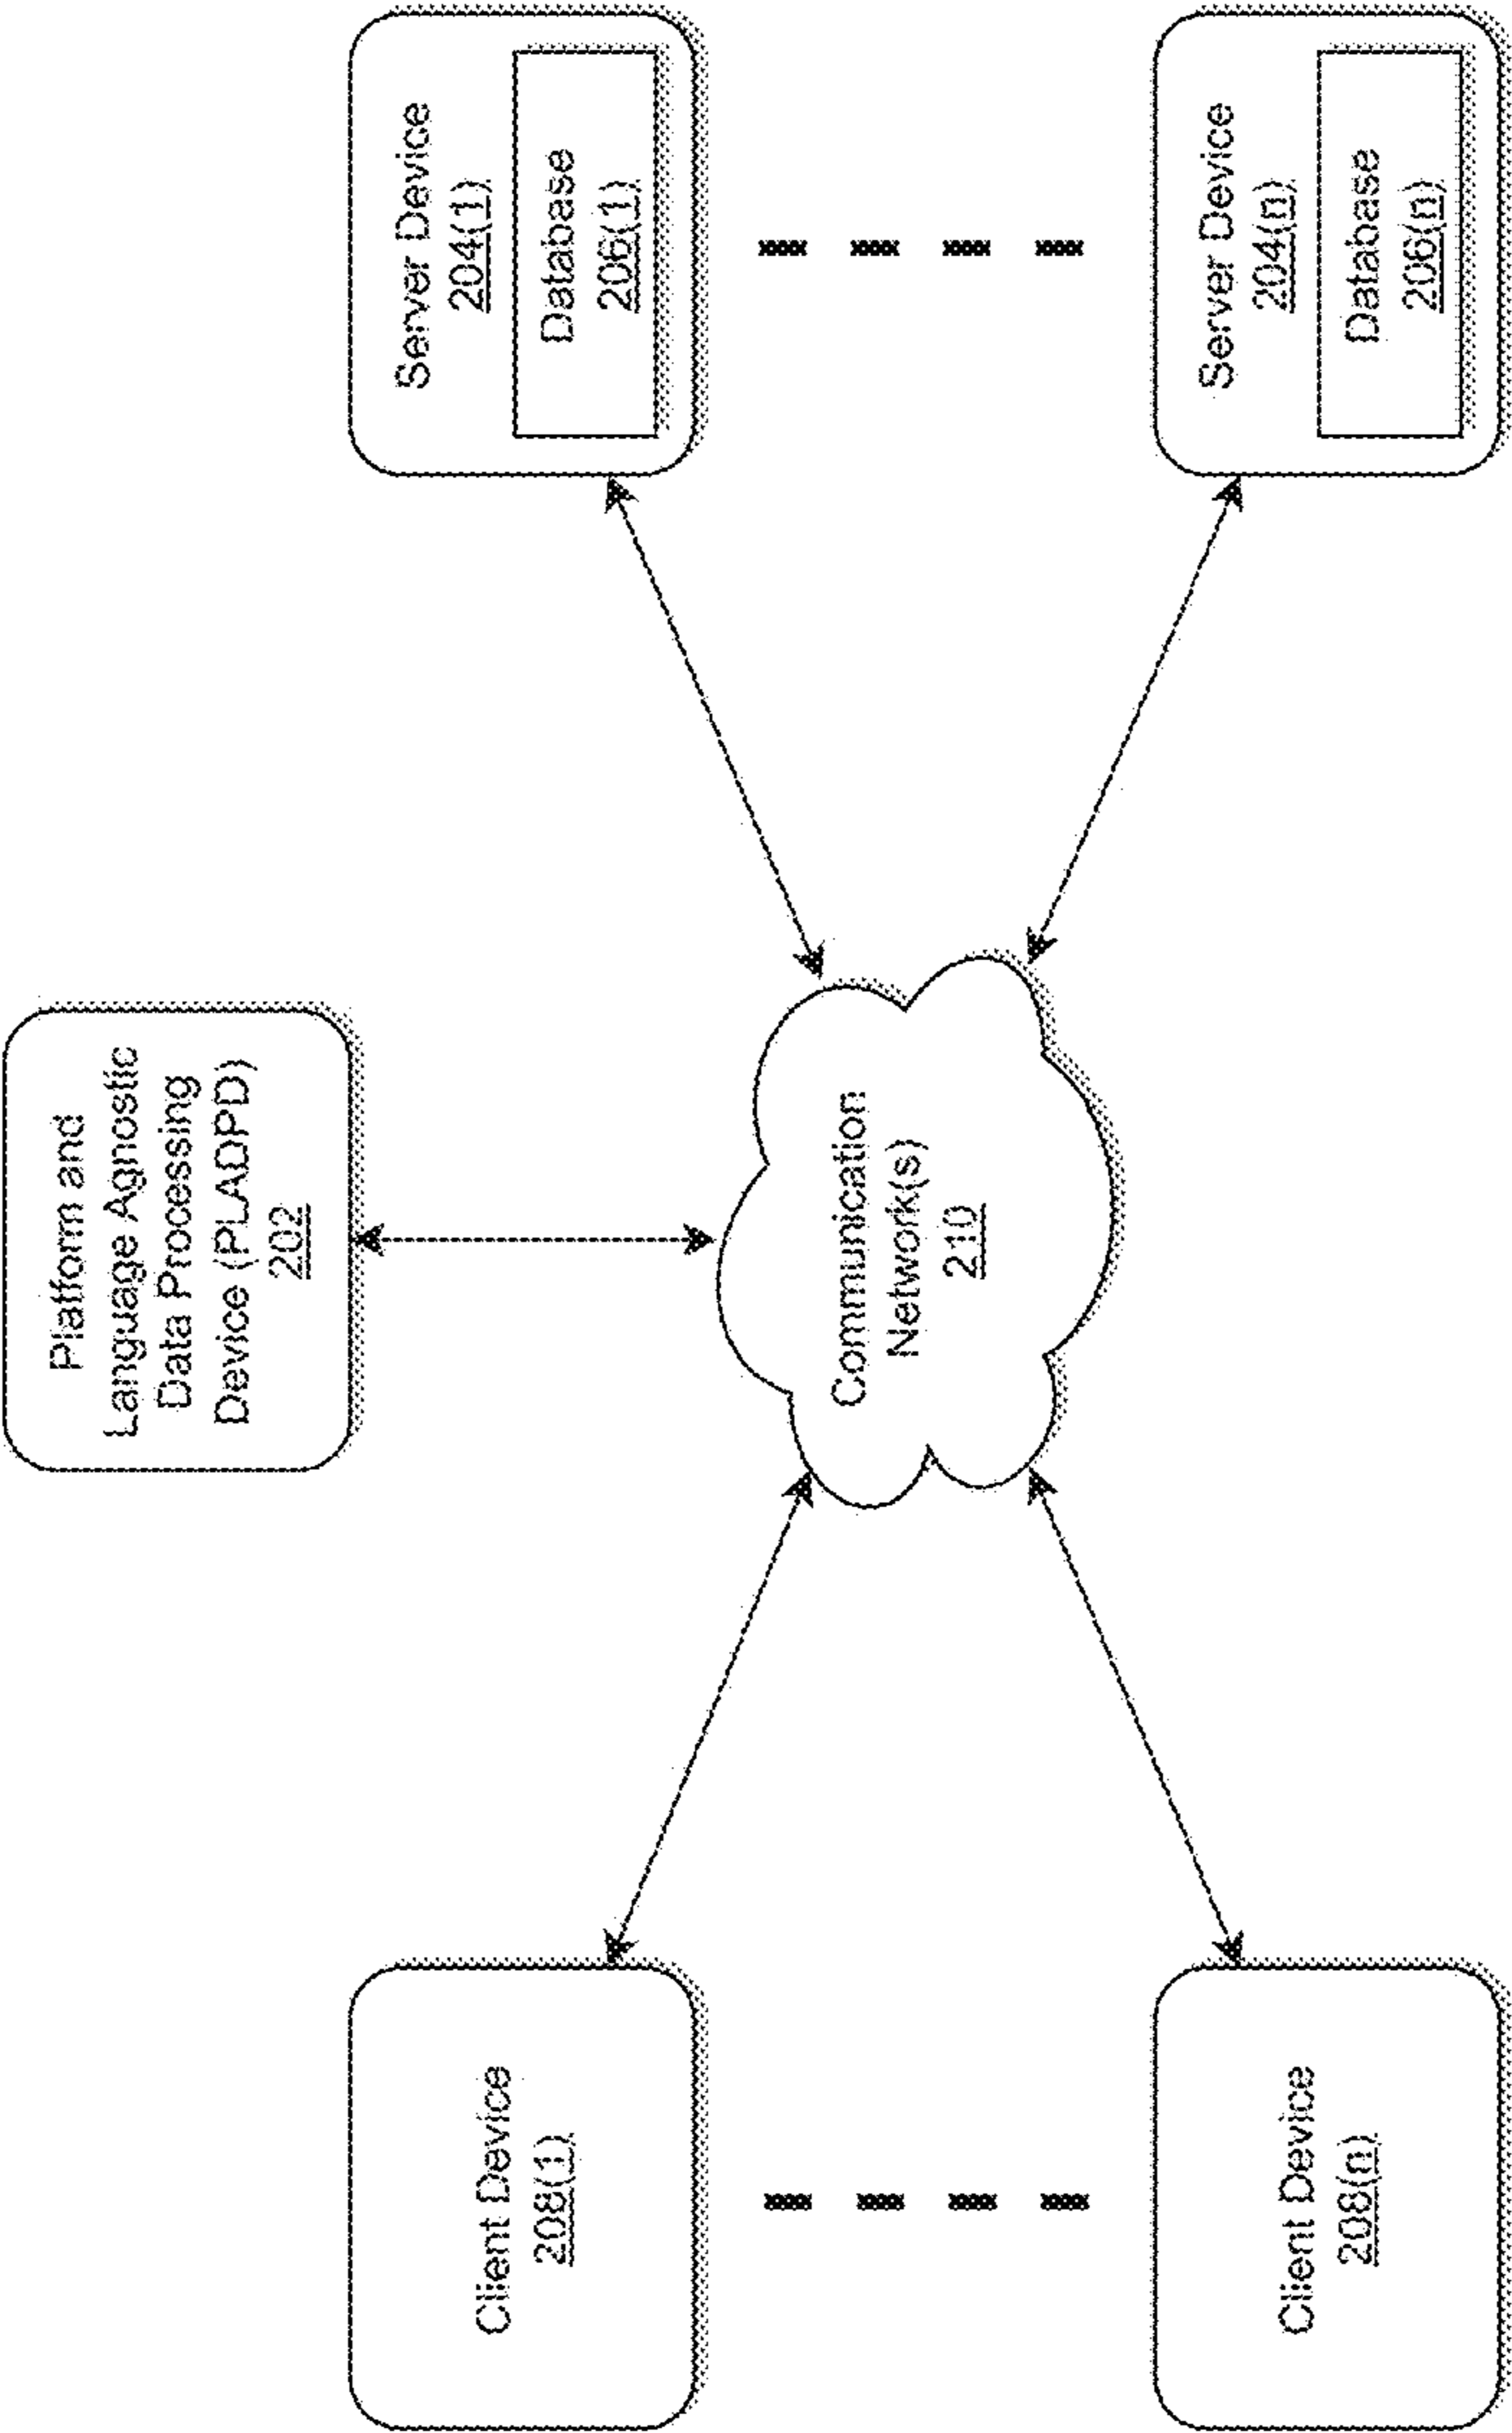 Platform and
Language Agnostic
Data Processing
Device (PLADPD)
202
Client Device
208(1)
Communication
Network(s)
210
Server Device
204(1)
Database
206(1)
Client Device
208(n)
Server Device
204(n)
Database
206(n)